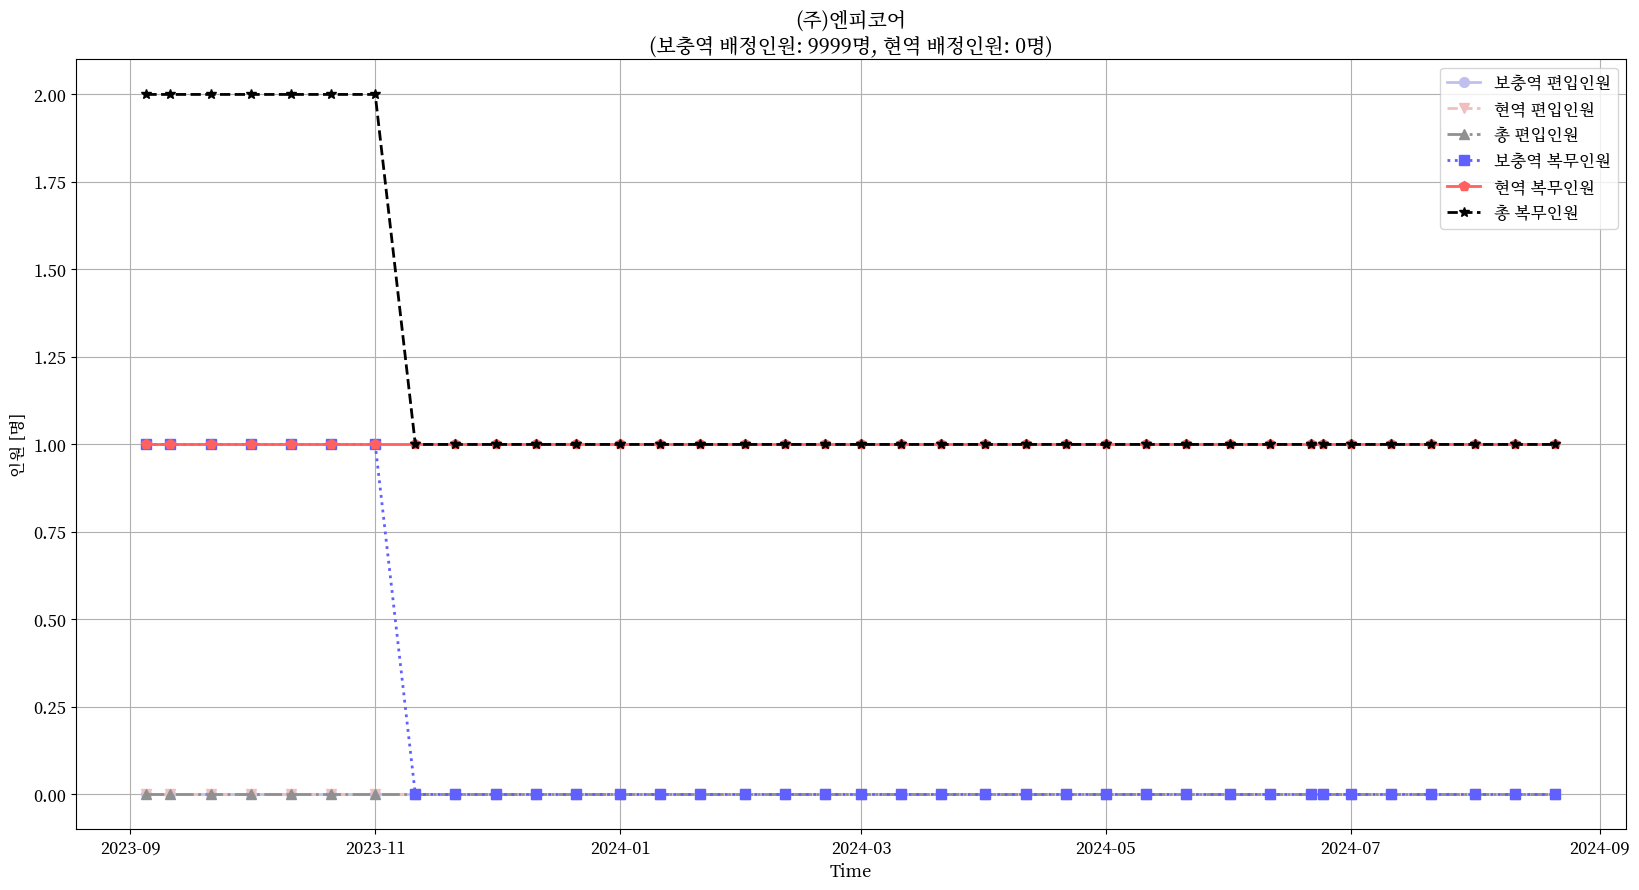 (주)엔피코어
(보충역 배정인원: 9999명, 현역 배정인원: 0명)
보충역 편입인원
현역 편입인원
총 편입인원
보충역 복무인원
현역 복무인원
총 복무인원
인원 [명]
2.00
1.75
1.50
1.25
1.00
0.75
0.50
0.25
0.00
2023-09
2023-11
2024-01
2024-03
2024-05
2024-07
2024-09
Time